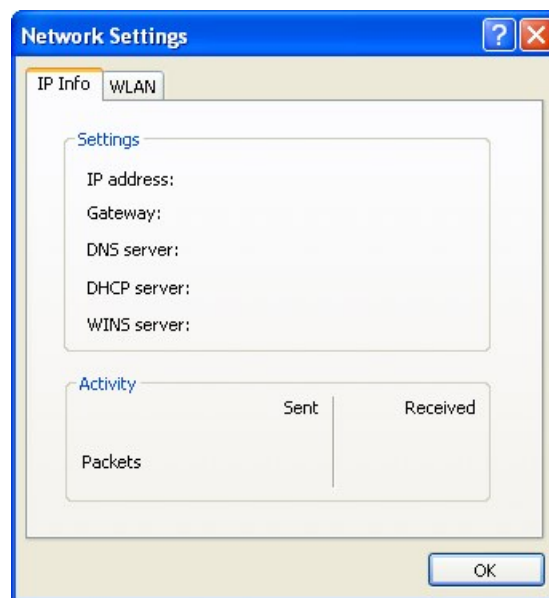 Network Settings
IP Info WLAN
Settings
IP address:
Gateway:
DNS server:
DHCP server:
WINS server:
Activity
Sent Received
Packets
OK